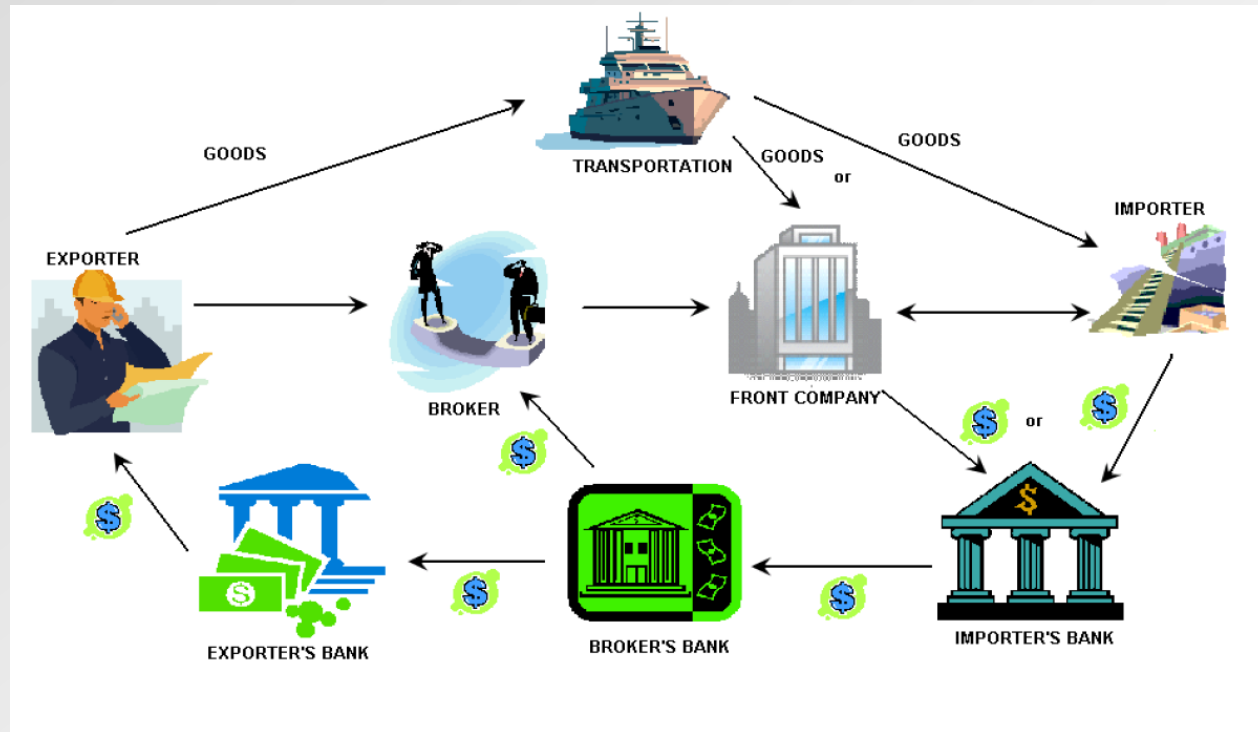 GOODS
TRANSPORTATION
GOODS
or
GOODS
IMPORTER
EXPORTER
BROKER
FRONT COMPANY
or
EXPORTER'S BANK
BROKER'S BANK
IMPORTER'S BANK